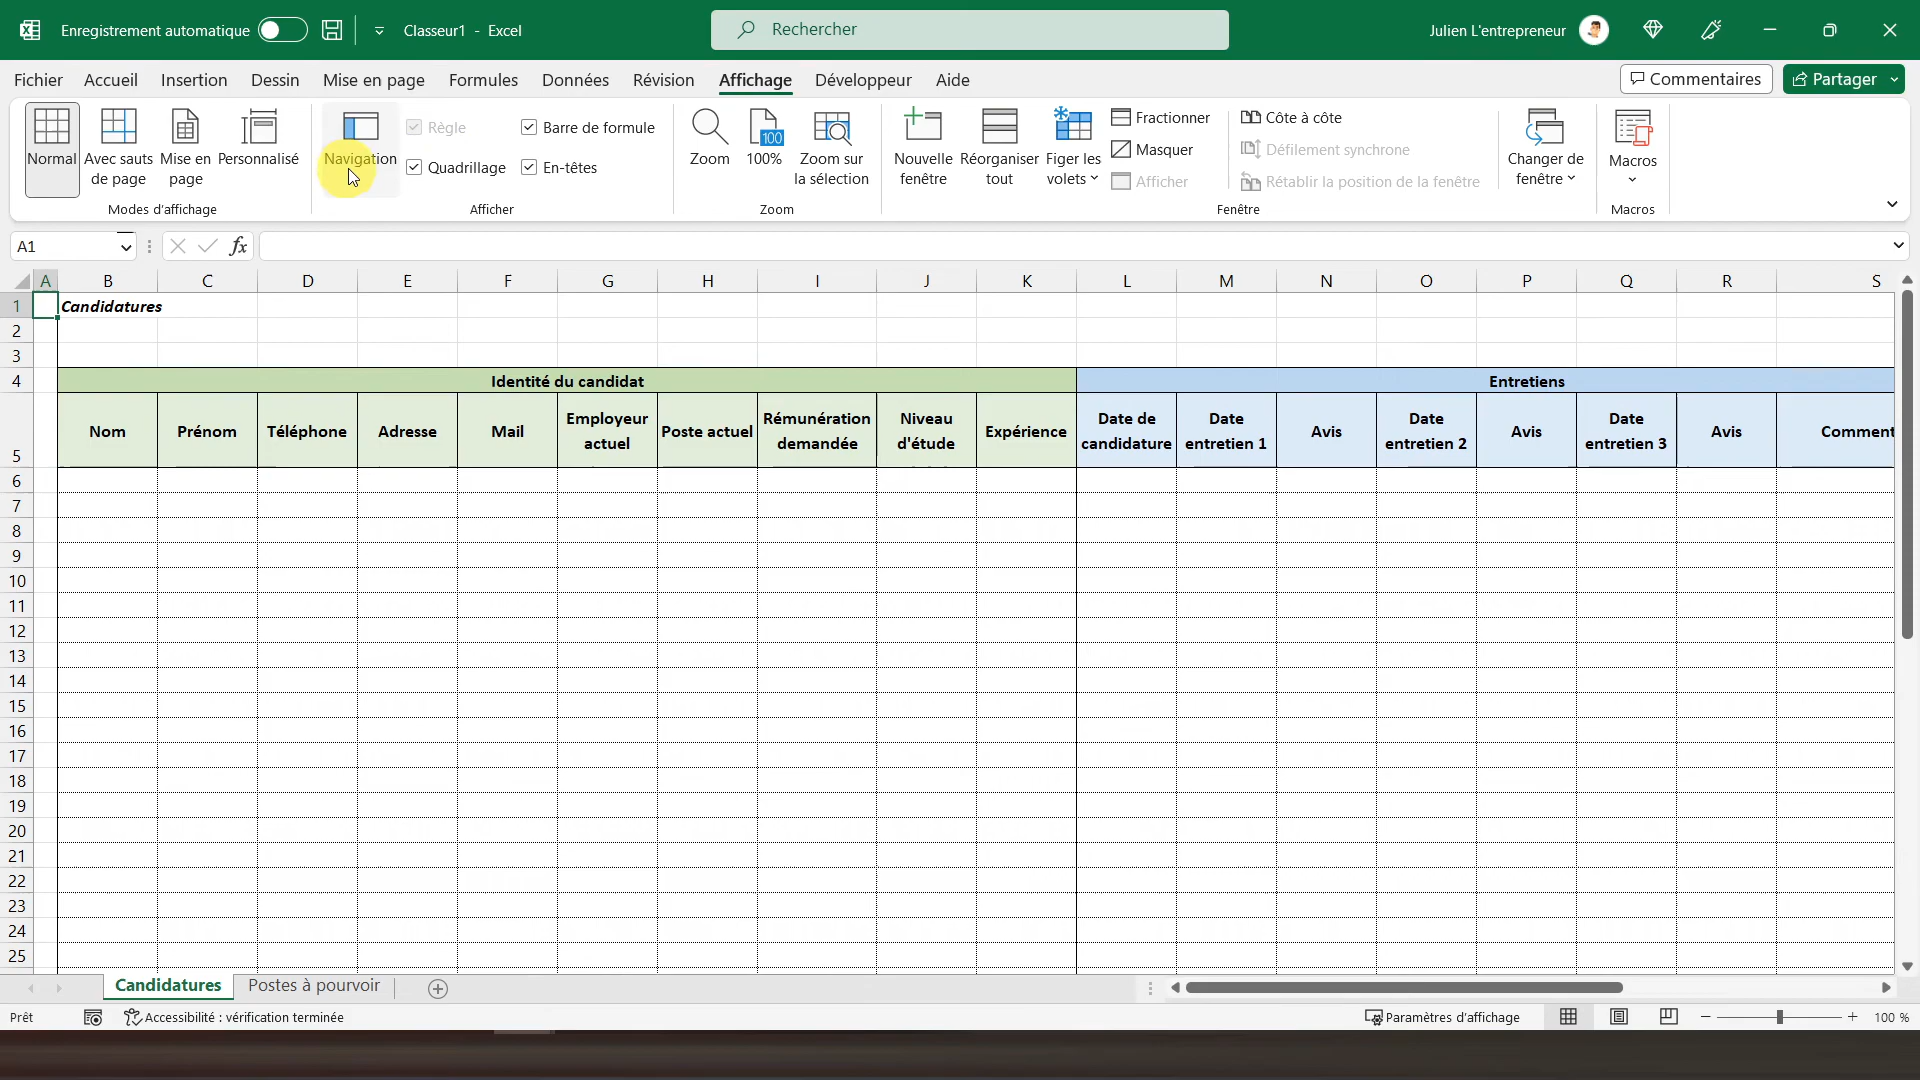 Enregistrement automatique
Classeur1 - Excel
Rechercher
Julien L'entrepreneur
Fichier Accueil Insertion Dessin Mise en page Formules Données Révision Affichage Développeur Aide
Commentaires
Partager
Normal
Avec sauts de page
Mise en page
Personnalisé
Modes d'affichage
Navigation
Règle
Barre de formule
Quadrillage
En-têtes
Afficher
Zoom
100
100%
Zoom sur la sélection
Zoom
Nouvelle fenêtre
Réorganiser tout
Figer les volets
Fractionner
Masquer
Afficher
Côte à côte
Défilement synchrone
Rétablir la position de la fenêtre
Fenêtre
Changer de fenêtre
Macros
Macros
A1
fx
A B C D E F G H I J K L M N O P Q R S
1 Candidatures
2
3
4 Identité du candidat Entretiens
5 Nom Prénom Téléphone Adresse Mail Employeur actuel Poste actuel Rémunération demandée Niveau d'étude Expérience Date de candidature Date entretien 1 Avis Date entretien 2 Avis Date entretien 3 Avis Comment
6
7
8
9
10
11
12
13
14
15
16
17
18
19
20
21
22
23
24
25
Candidatures Postes à pourvoir
Prêt
Accessibilité : vérification terminée
Paramètres d'affichage
100 %